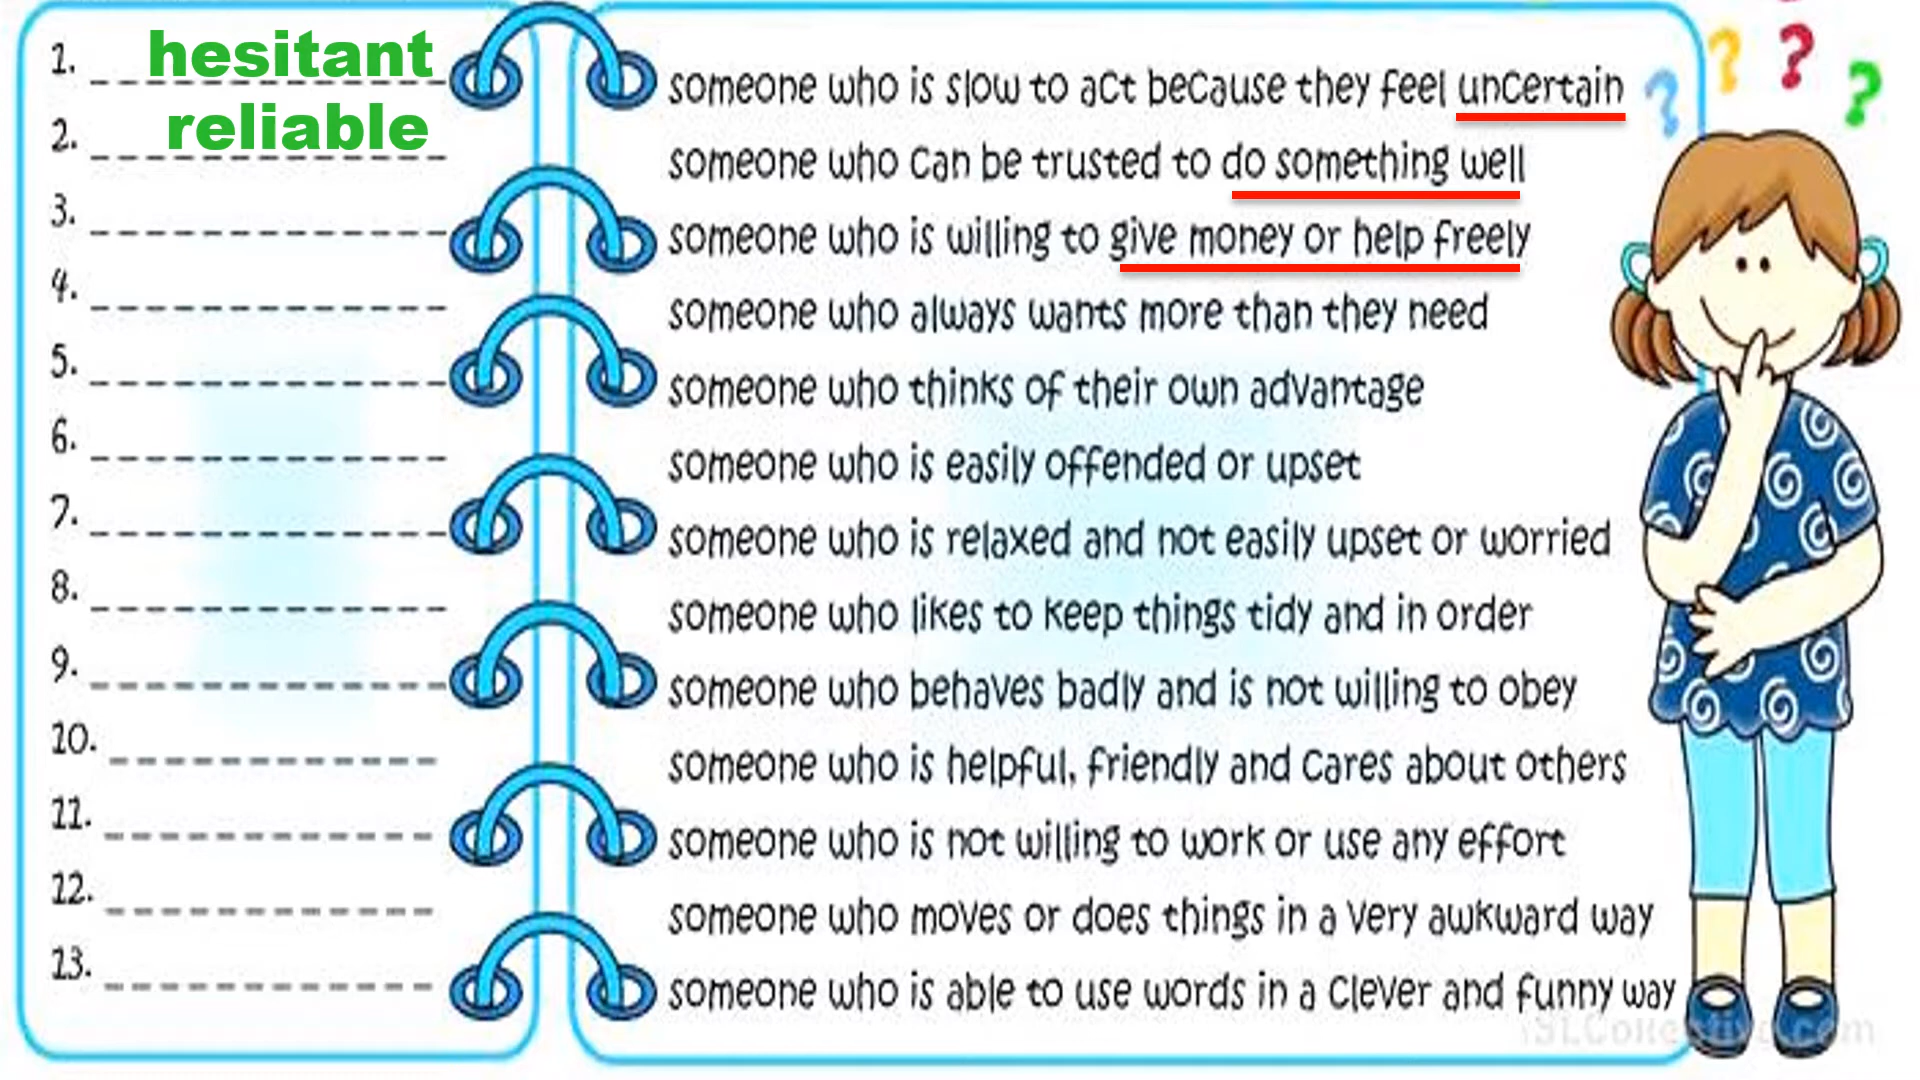 1. hesitant someone who is slow to act because they feel uncertain
2. reliable someone who can be trusted to do something well
3. someone who is willing to give money or help freely
4. someone who always wants more than they need
5. someone who thinks of their own advantage
6. someone who is easily offended or upset
7. someone who is relaxed and not easily upset or worried
8. someone who likes to keep things tidy and in order
9. someone who behaves badly and is not willing to obey
10. someone who is helpful, friendly and cares about others
11. someone who is not willing to work or use any effort
12. someone who moves or does things in a very awkward way
13. someone who is able to use words in a clever and funny way
? ? ? ?